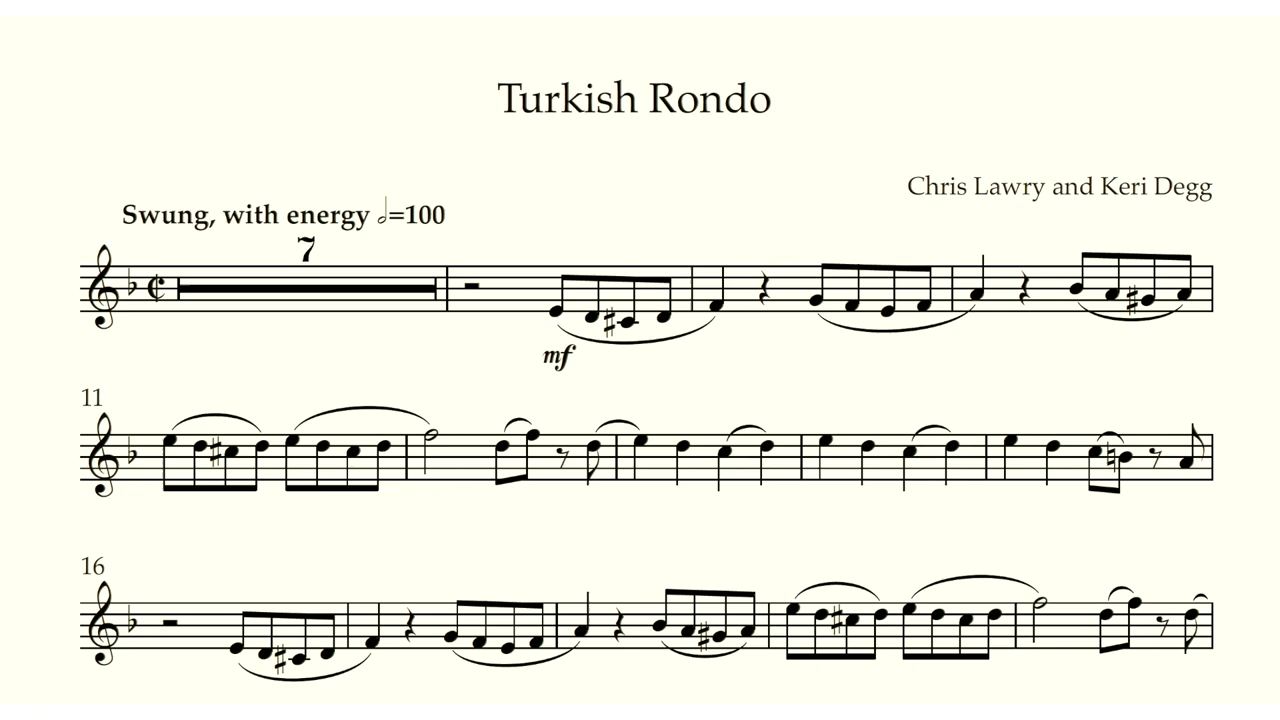 Turkish Rondo
Chris Lawry and Keri Degg
Swung, with energy 𝅗𝅥=100
7
mf
11
16